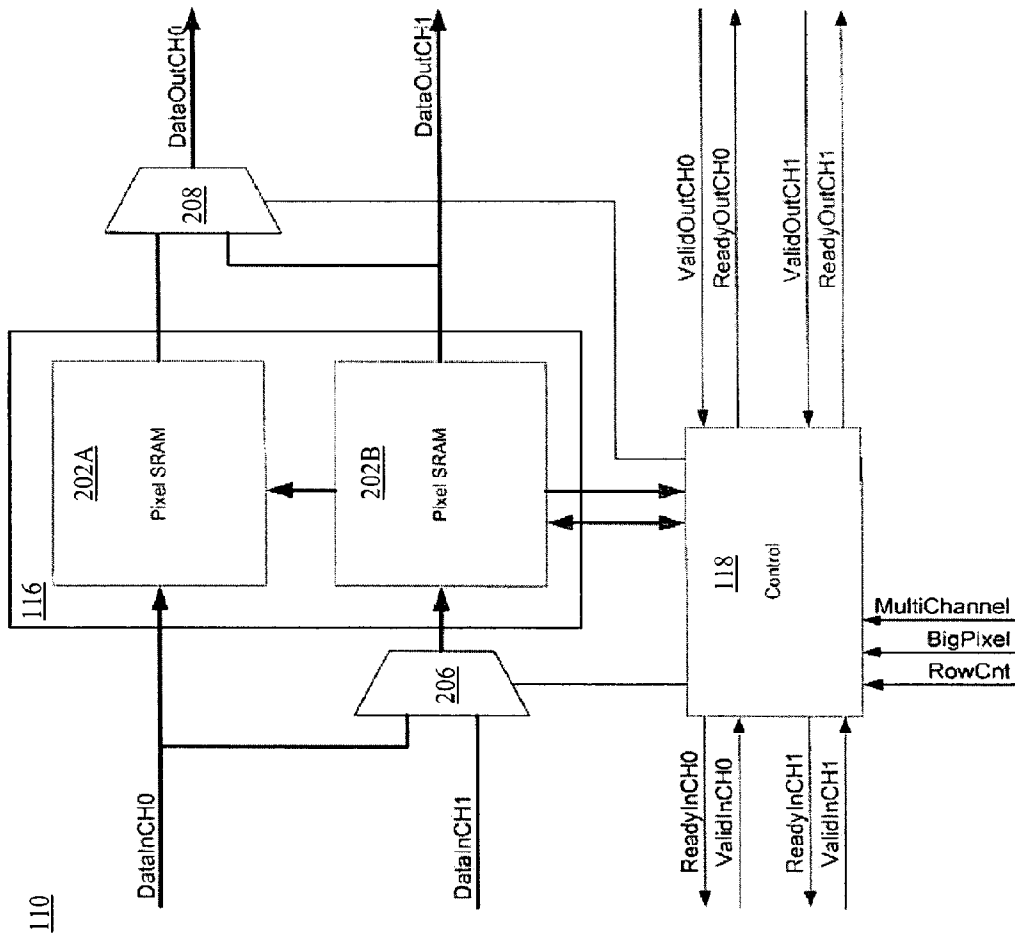 110
DataInCH0
DataInCH1
206
116
202A
Pixel SRAM
202B
Pixel SRAM
208
DataOutCH0
DataOutCH1
118
Control
ReadyInCH0
ValidInCH0
ReadyInCH1
ValidInCH1
MultiChannel
BigPixel
RowCnt
ValidOutCH0
ReadyOutCH0
ValidOutCH1
ReadyOutCH1